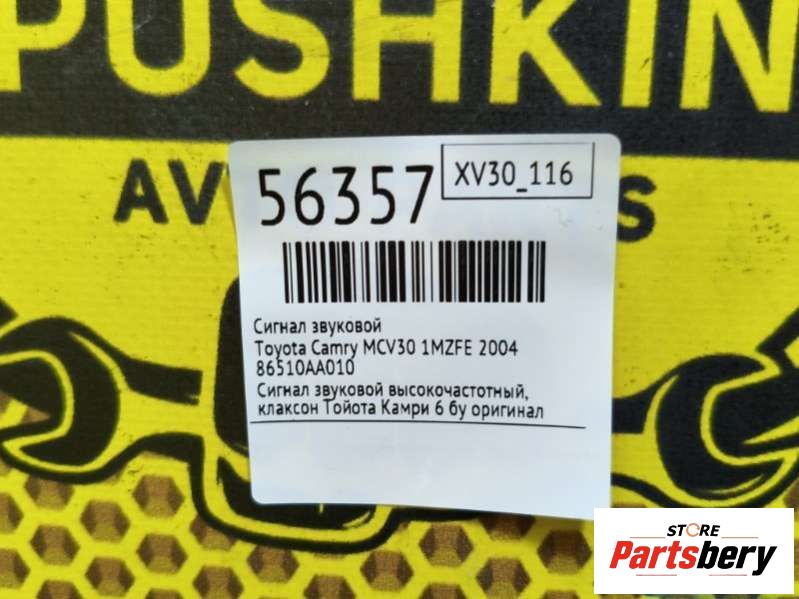 PUSHKIN
AV S
56357
XV30_116
Сигнал звуковой
Toyota Camry MCV30 1MZFE 2004
86510AA010
Сигнал звуковой высокочастотный,
клаксон Тойота Камри 6 бу оригинал
STORE
Partsbery